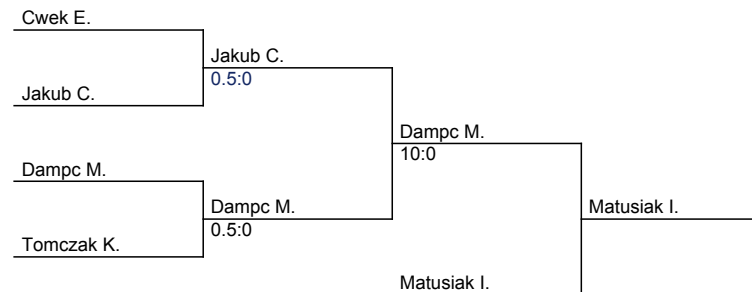 Cwek E.
Jakub C.
0.5:0
Jakub C.
Dampc M.
10:0
Dampc M.
Dampc M.
0.5:0
Matusiak I.
Tomczak K.
Matusiak I.